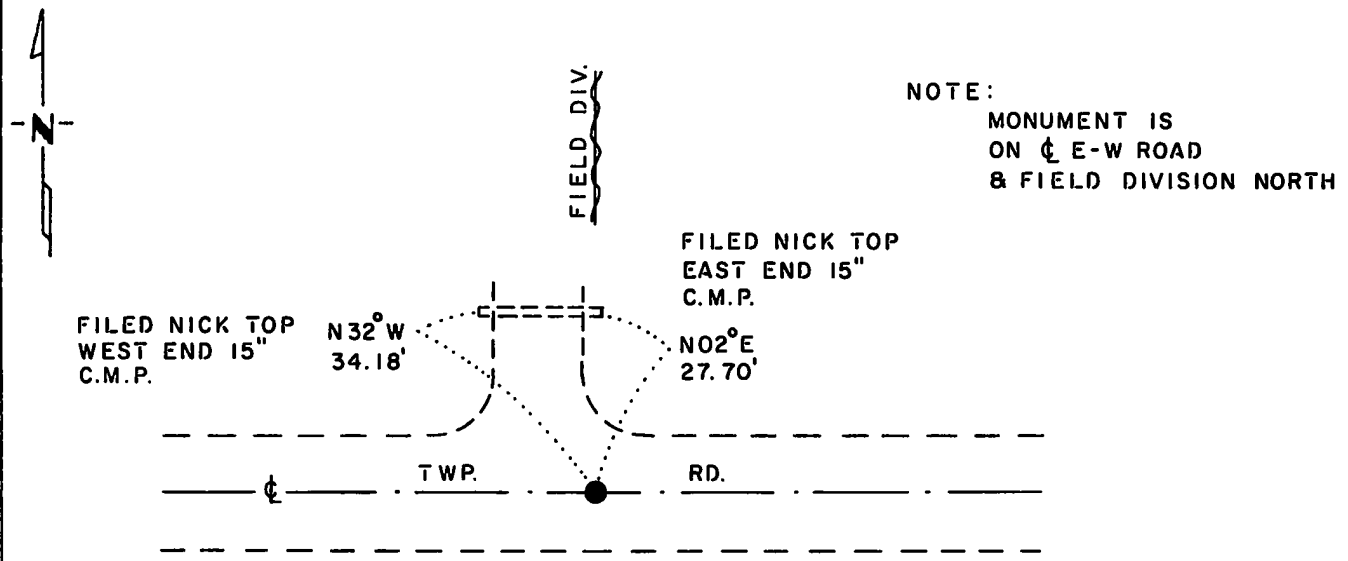 N
FIELD DIV.
NOTE:
MONUMENT IS
ON ℄ E-W ROAD
& FIELD DIVISION NORTH
FILED NICK TOP
EAST END 15"
C.M.P.
FILED NICK TOP
WEST END 15"
C.M.P.
N32°W
34.18'
N02°E
27.70'
℄
TWP.
RD.